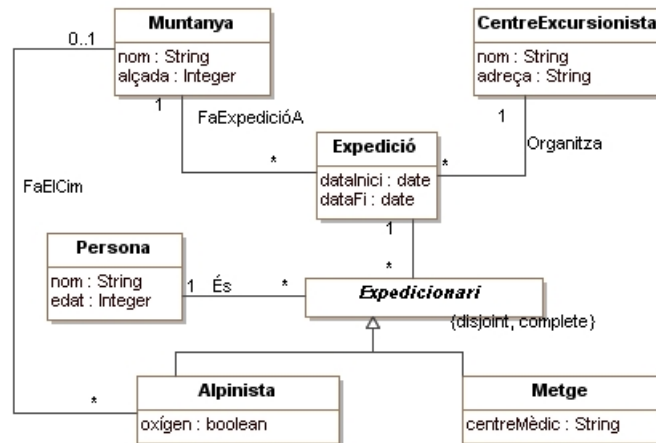 Muntanya
nom : String
alçada : Integer
CentreExcursionista
nom : String
adreça : String
0..1
1
FaExpedicióA
*
1
Organitza
*
Expedició
dataInici : date
dataFi : date
FaElCim
1
*
Persona
nom : String
edat : Integer
1 És *
Expedicionari
{disjoint, complete}
*
Alpinista
oxígen : boolean
Metge
centreMèdic : String